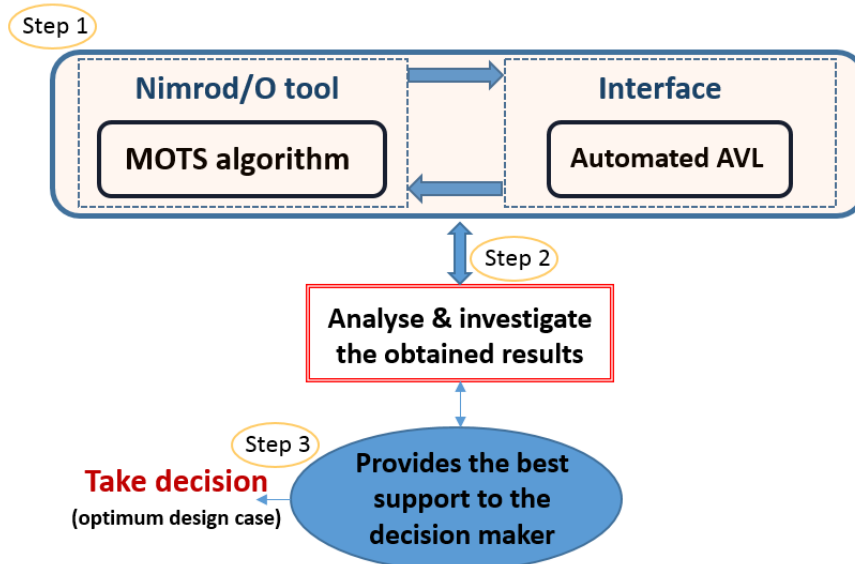 Step 1
Nimrod/O tool
Interface
MOTS algorithm
Automated AVL
Step 2
Analyse & investigate
the obtained results
Step 3
Provides the best
support to the
decision maker
Take decision
(optimum design case)